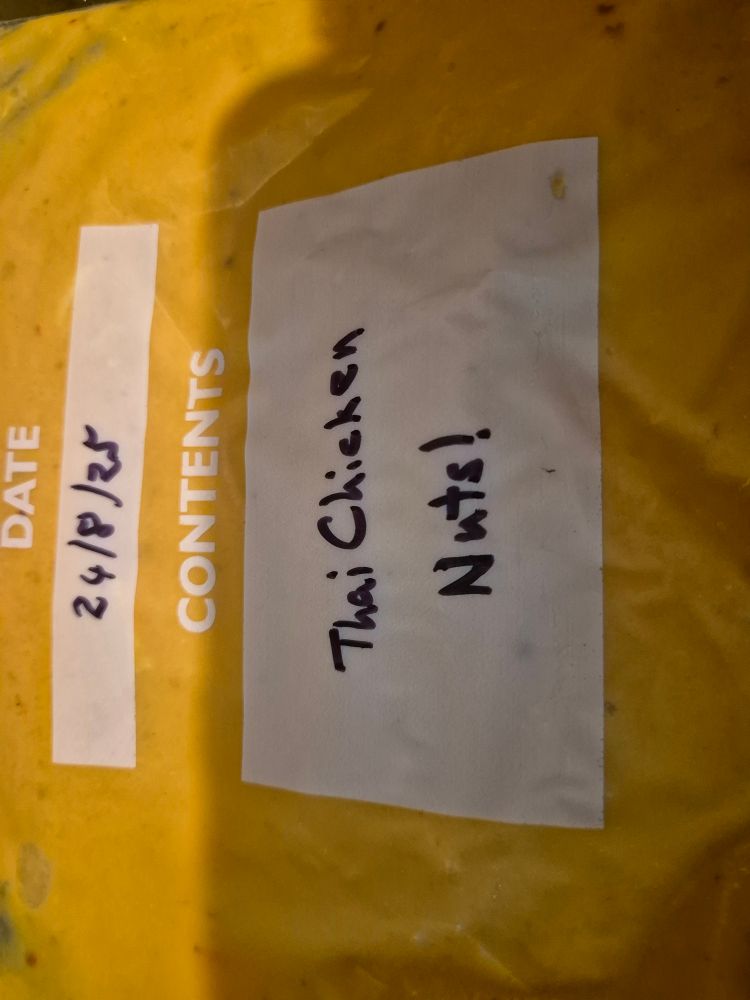 DATE
24/8/25
CONTENTS
Thai Chicken
Nuts!